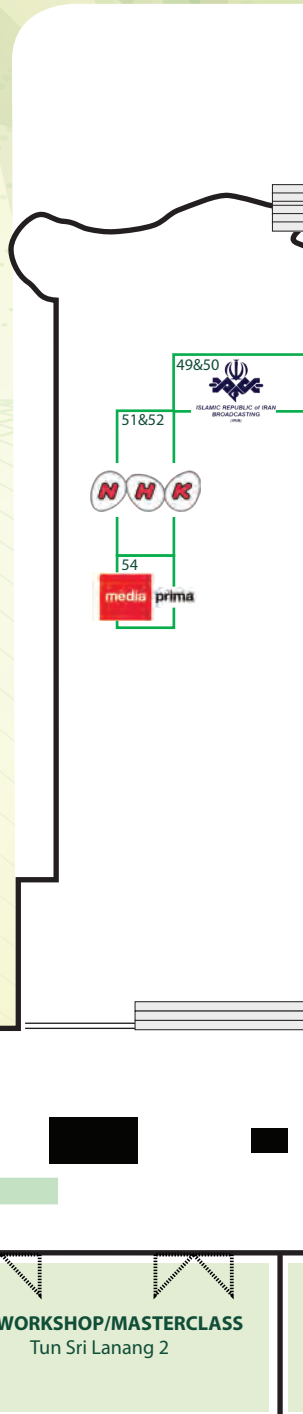 49&50
ISLAMIC REPUBLIC of IRAN
BROADCASTING
(IRIB)
51&52
NHK
54
media prima
WORKSHOP/MASTERCLASS
Tun Sri Lanang 2